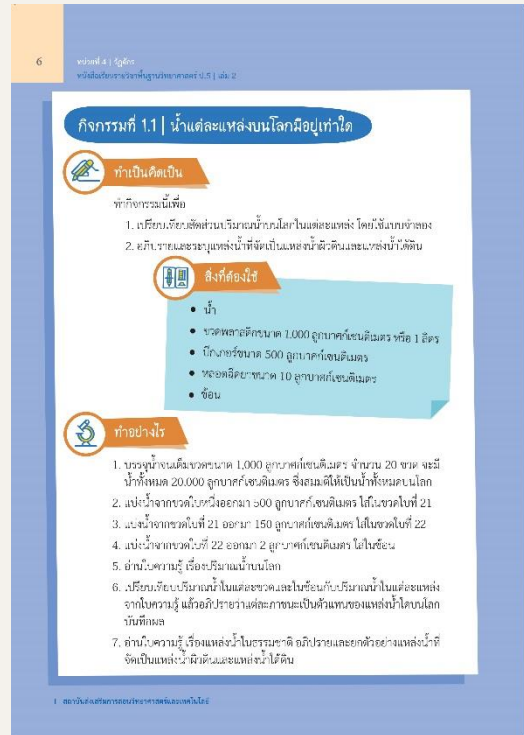 6
หน่วยที่ 4 | วัฏจักร
หนังสือเรียนรายวิชาพื้นฐานวิทยาศาสตร์ ป.5 | เล่ม 2
กิจกรรมที่ 1.1 | น้ำแต่ละแหล่งบนโลกมีอยู่เท่าใด
ทำเป็นคิดเป็น
ทำกิจกรรมนี้เพื่อ
1. เปรียบเทียบสัดส่วนปริมาณน้ำบนโลกในแต่ละแหล่ง โดยใช้แบบจำลอง
2. อภิปรายและระบุแหล่งน้ำที่จัดเป็นแหล่งน้ำผิวดินและแหล่งน้ำใต้ดิน
สิ่งที่ต้องใช้
● น้ำ
● ขวดพลาสติกขนาด 1,000 ลูกบาศก์เซนติเมตร หรือ 1 ลิตร
● บีกเกอร์ขนาด 500 ลูกบาศก์เซนติเมตร
● หลอดฉีดยาขนาด 10 ลูกบาศก์เซนติเมตร
● ช้อน
ทำอย่างไร
1. บรรจุน้ำจนเต็มขวดขนาด 1,000 ลูกบาศก์เซนติเมตร จำนวน 20 ขวด จะมี
น้ำทั้งหมด 20,000 ลูกบาศก์เซนติเมตร ซึ่งสมมติให้เป็นน้ำทั้งหมดบนโลก
2. แบ่งน้ำจากขวดใบหนึ่งออกมา 500 ลูกบาศก์เซนติเมตร ใส่ในขวดใบที่ 21
3. แบ่งน้ำจากขวดใบที่ 21 ออกมา 150 ลูกบาศก์เซนติเมตร ใส่ในขวดใบที่ 22
4. แบ่งน้ำจากขวดใบที่ 22 ออกมา 2 ลูกบาศก์เซนติเมตร ใส่ในช้อน
5. อ่านใบความรู้ เรื่องปริมาณน้ำบนโลก
6. เปรียบเทียบปริมาณน้ำในแต่ละขวดและในช้อนกับปริมาณน้ำในแต่ละแหล่ง
จากใบความรู้ แล้วอภิปรายว่าแต่ละภาชนะเป็นตัวแทนของแหล่งน้ำใดบนโลก
บันทึกผล
7. อ่านใบความรู้ เรื่องแหล่งน้ำในธรรมชาติ อภิปรายและยกตัวอย่างแหล่งน้ำที่
จัดเป็นแหล่งน้ำผิวดินและแหล่งน้ำใต้ดิน
สถาบันส่งเสริมการสอนวิทยาศาสตร์และเทคโนโลยี